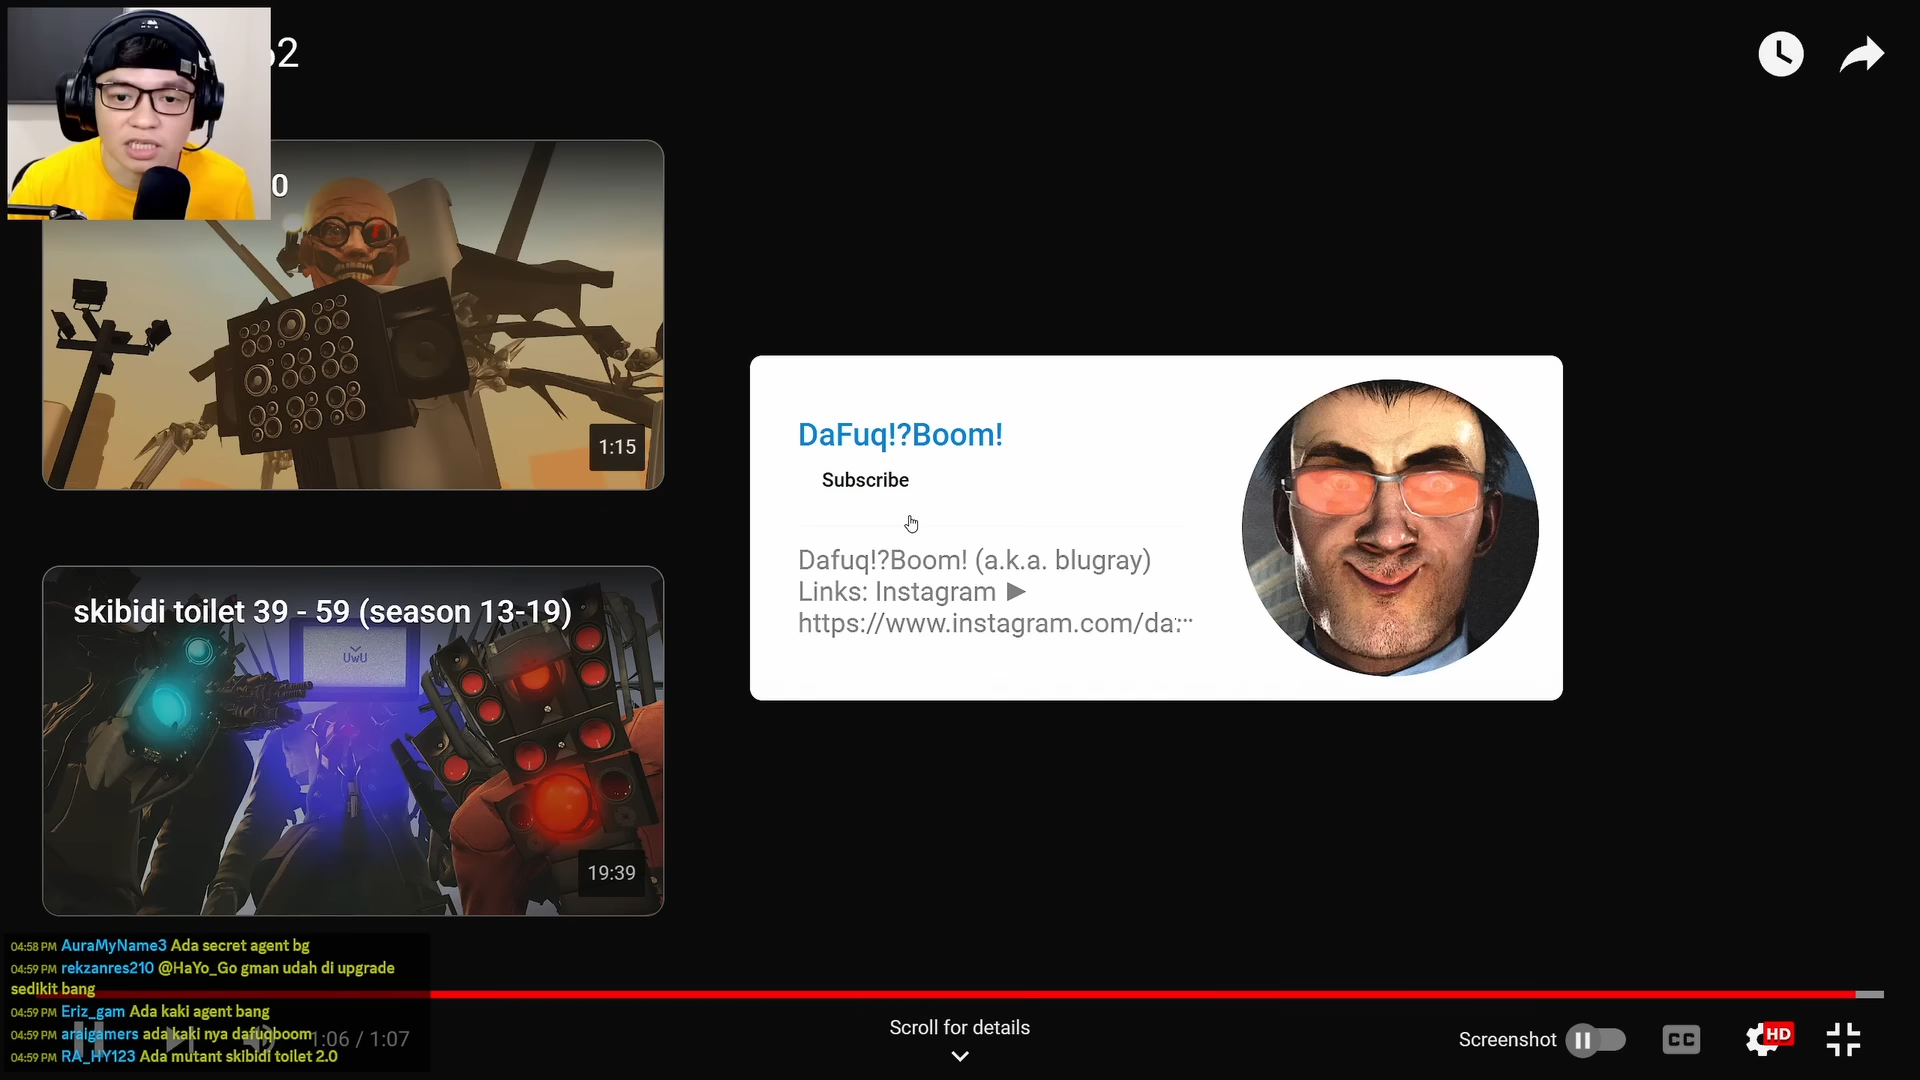 62
0
1:15
skibidi toilet 39 - 59 (season 13-19)
UwU
19:39
DaFuq!?Boom!
Subscribe
Dafuq!?Boom! (a.k.a. blugray)
Links: Instagram ▶
https://www.instagram.com/da...
04:58 PM AuraMyName3 Ada secret agent bg
04:59 PM rekzanres210 @HaYo_Go gman udah di upgrade
sedikit bang
04:59 PM Eriz_gam Ada kaki agent bang
04:59 PM araigamers ada kaki nya dafuqboom
04:59 PM RA_HY123 Ada mutant skibidi toilet 2.0
1:06 / 1:07
Scroll for details
Screenshot
CC
HD